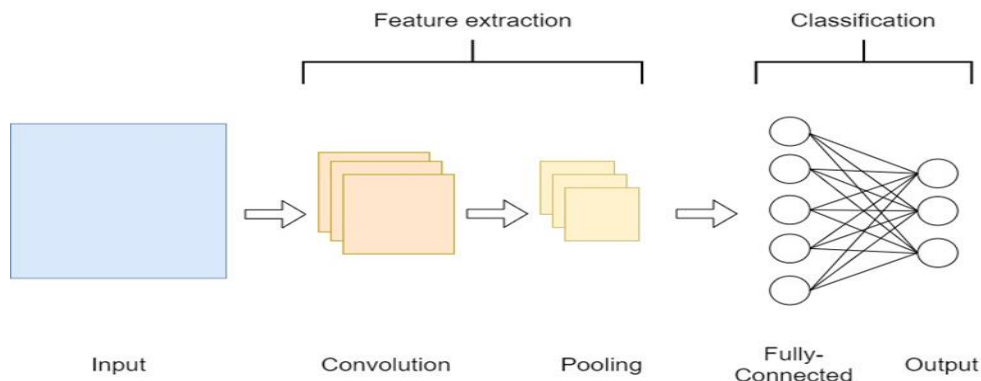 Feature extraction
Classification
Input
Convolution
Pooling
Fully-
Connected
Output